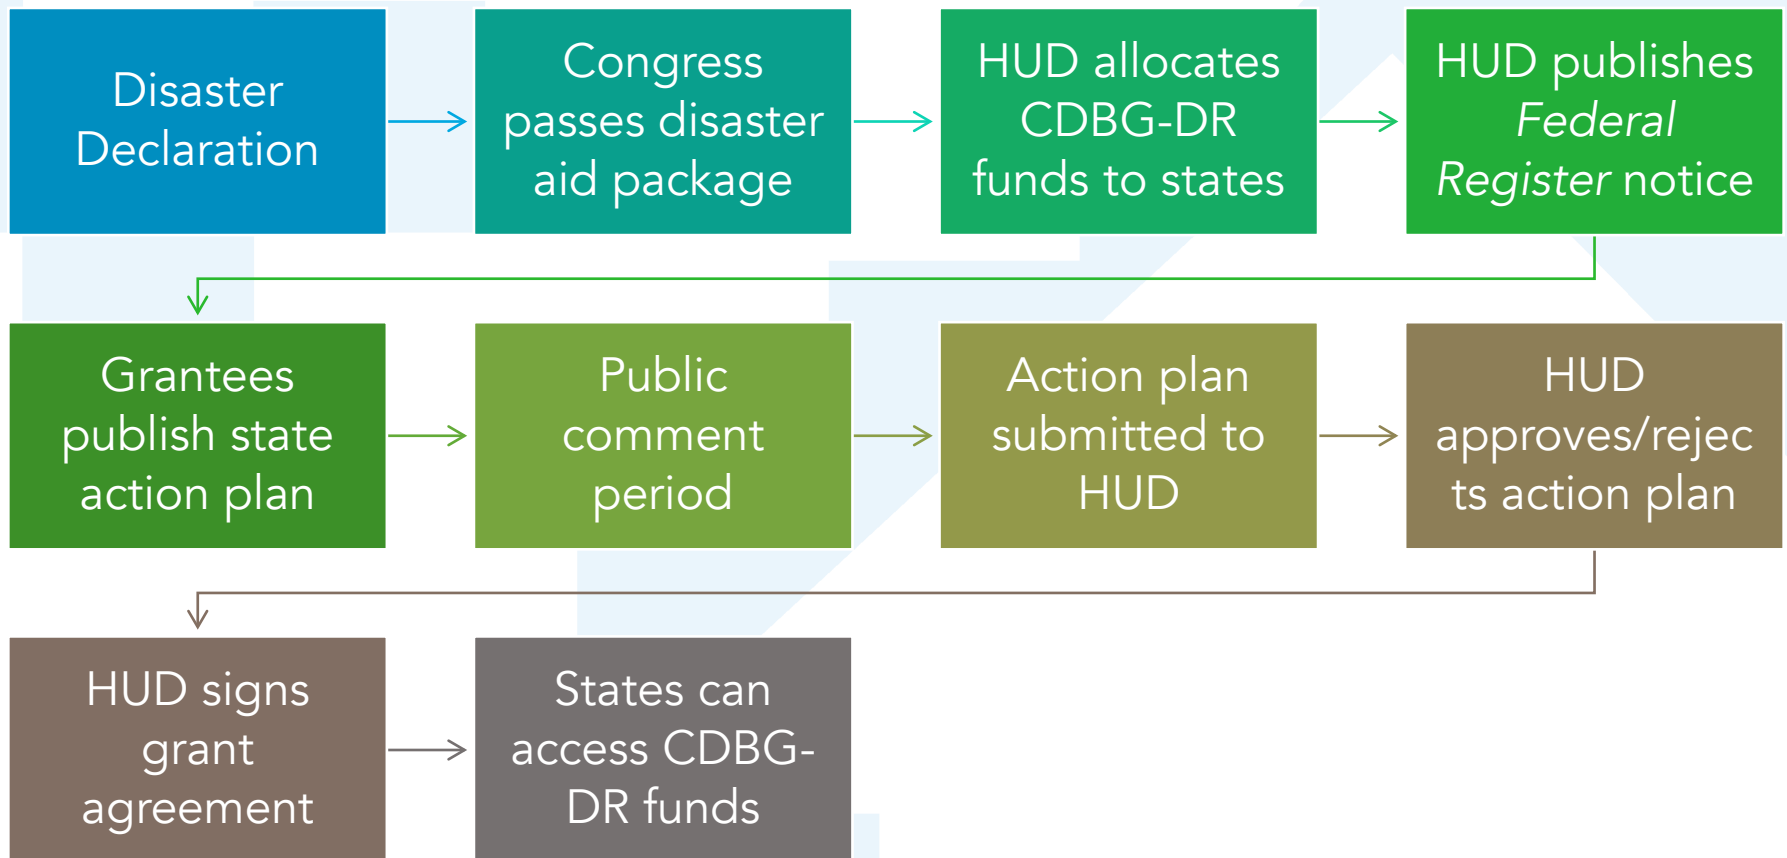 Disaster
Declaration
Congress
passes disaster
aid package
HUD allocates
CDBG-DR
funds to states
HUD publishes
Federal
Register notice
Grantees
publish state
action plan
Public
comment
period
Action plan
submitted to
HUD
HUD
approves/rejec
ts action plan
HUD signs
grant
agreement
States can
access CDBG-
DR funds